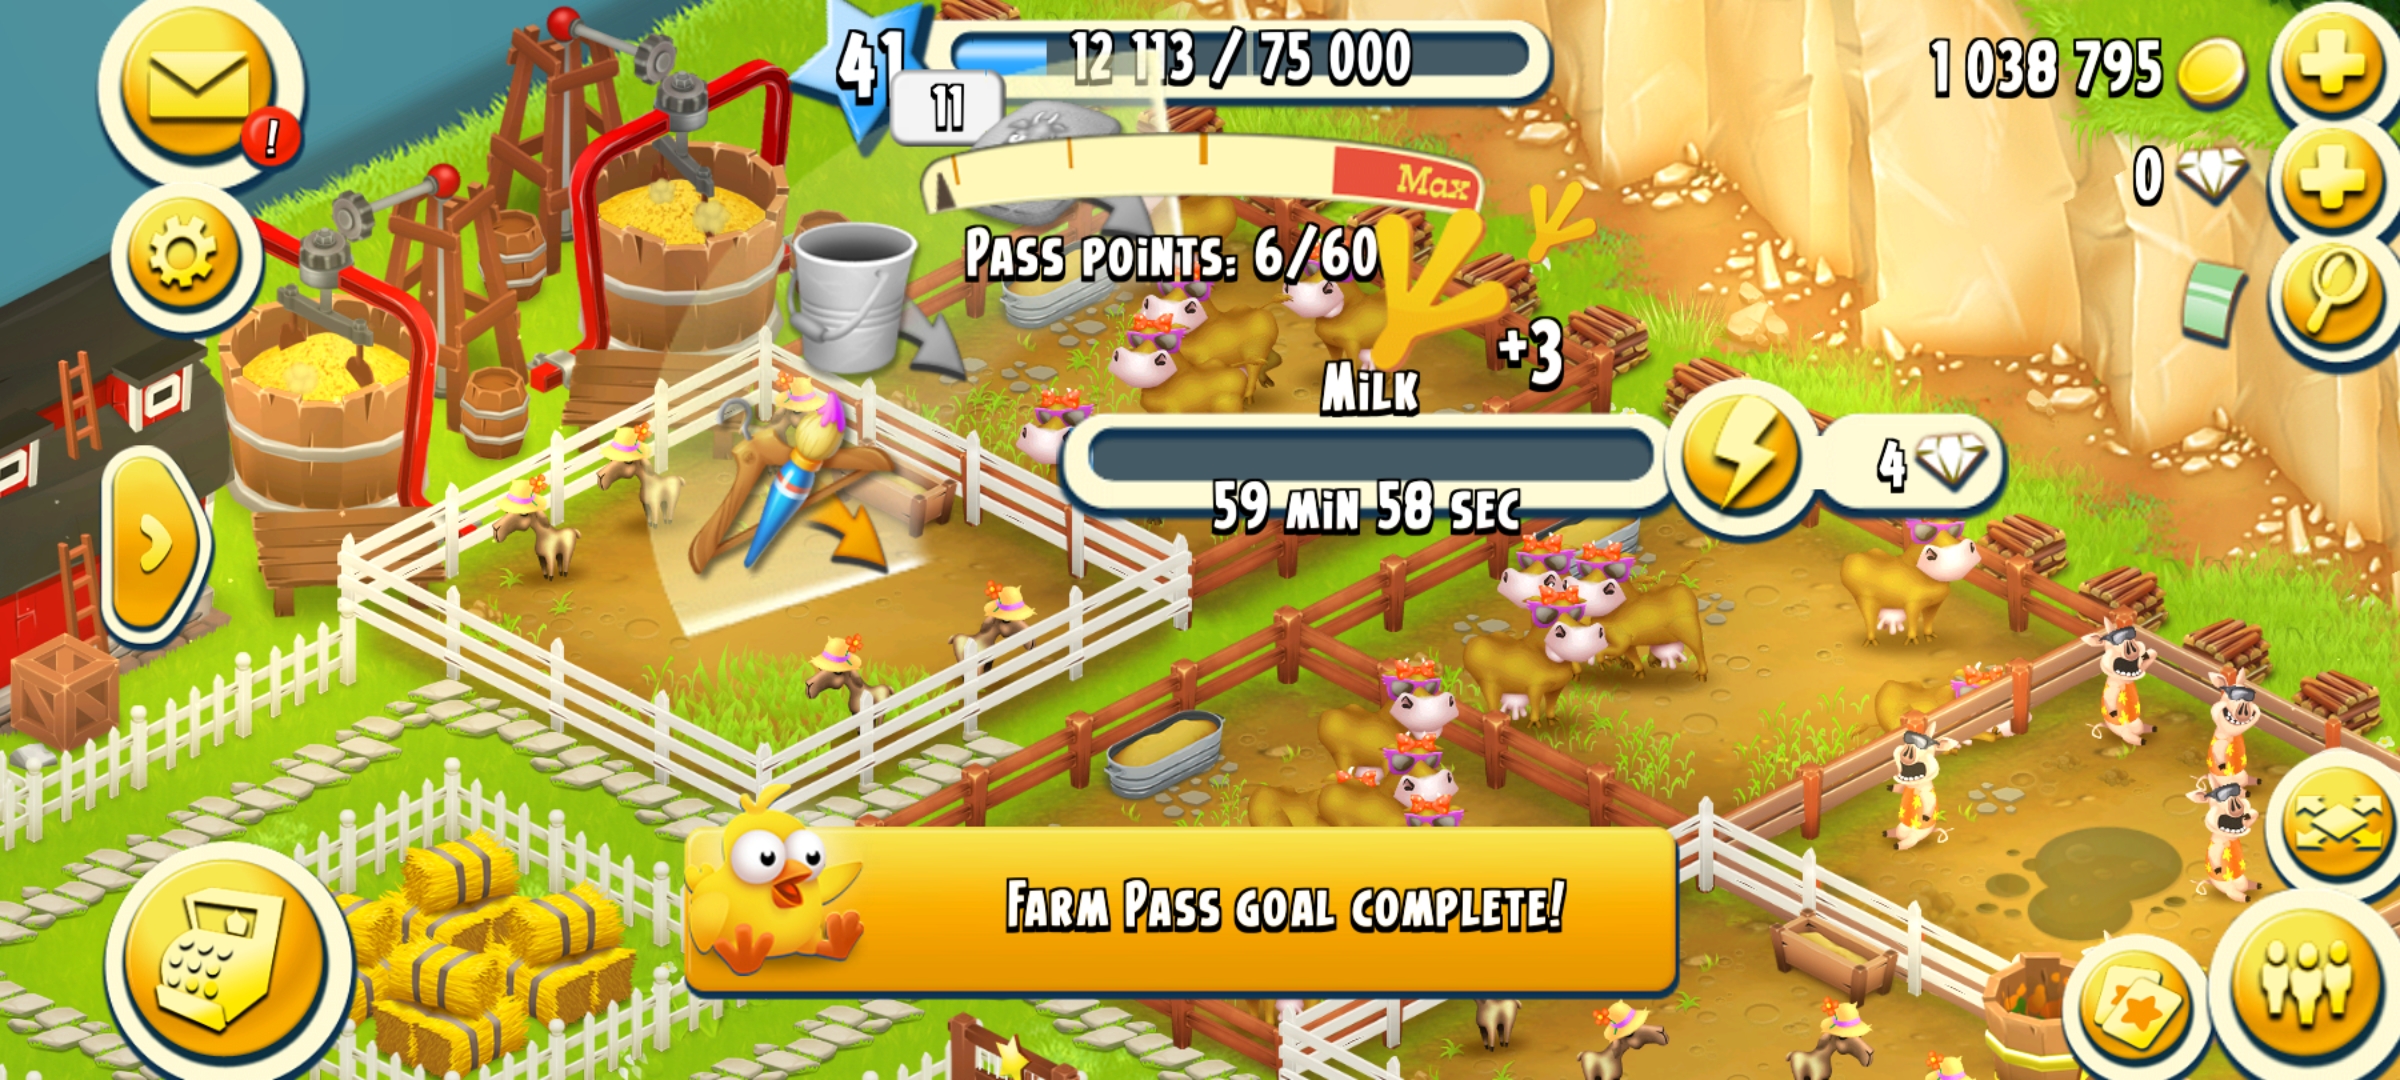 41
12 113 / 75 000
1 038 795
11
Max
0
Pass points: 6/60
+3
Milk
4
59 min 58 sec
Farm Pass goal complete!